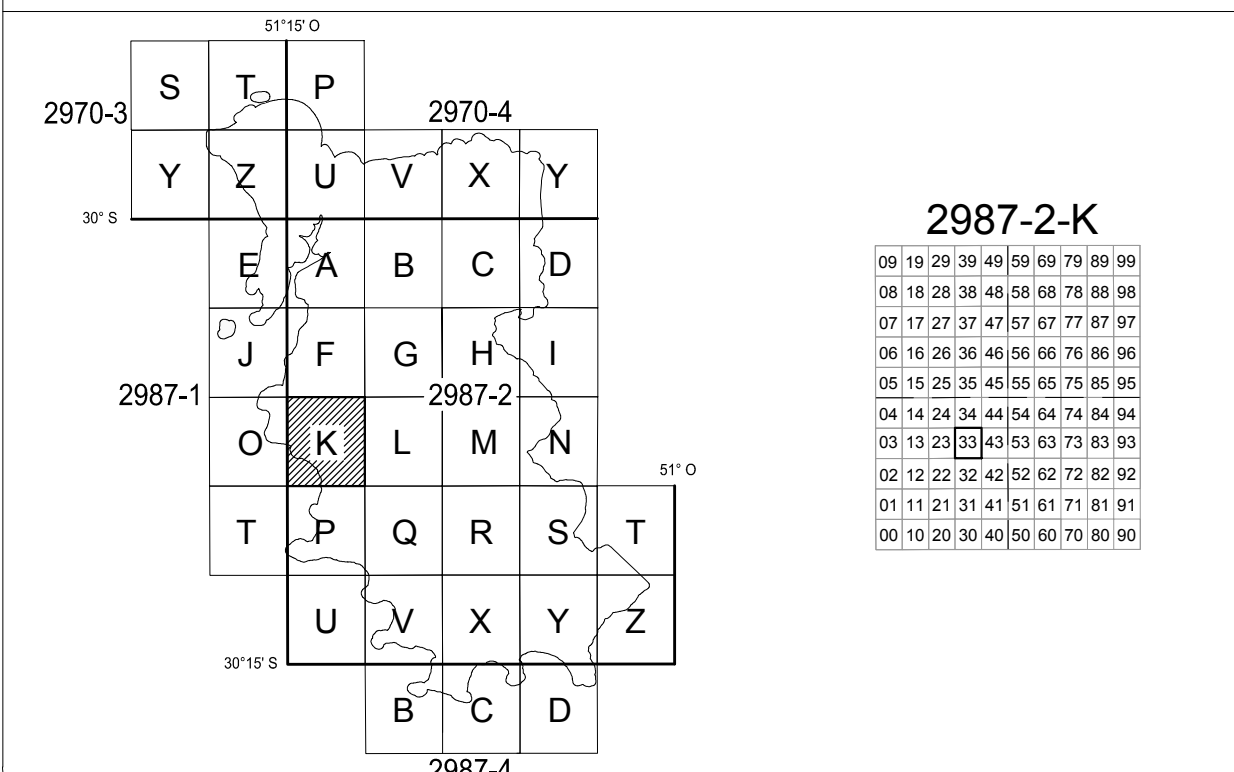 51°15' O
S T P
2970-3
2970-4
Y Z U V X Y
30° S
E A B C D
J F G H I
2987-1
2987-2
O K L M N
51° O
T P Q R S T
U V X Y Z
30°15' S
B C D
2987-4
2987-2-K
09 19 29 39 49 59 69 79 89 99
08 18 28 38 48 58 68 78 88 98
07 17 27 37 47 57 67 77 87 97
06 16 26 36 46 56 66 76 86 96
05 15 25 35 45 55 65 75 85 95
04 14 24 34 44 54 64 74 84 94
03 13 23 33 43 53 63 73 83 93
02 12 22 32 42 52 62 72 82 92
01 11 21 31 41 51 61 71 81 91
00 10 20 30 40 50 60 70 80 90